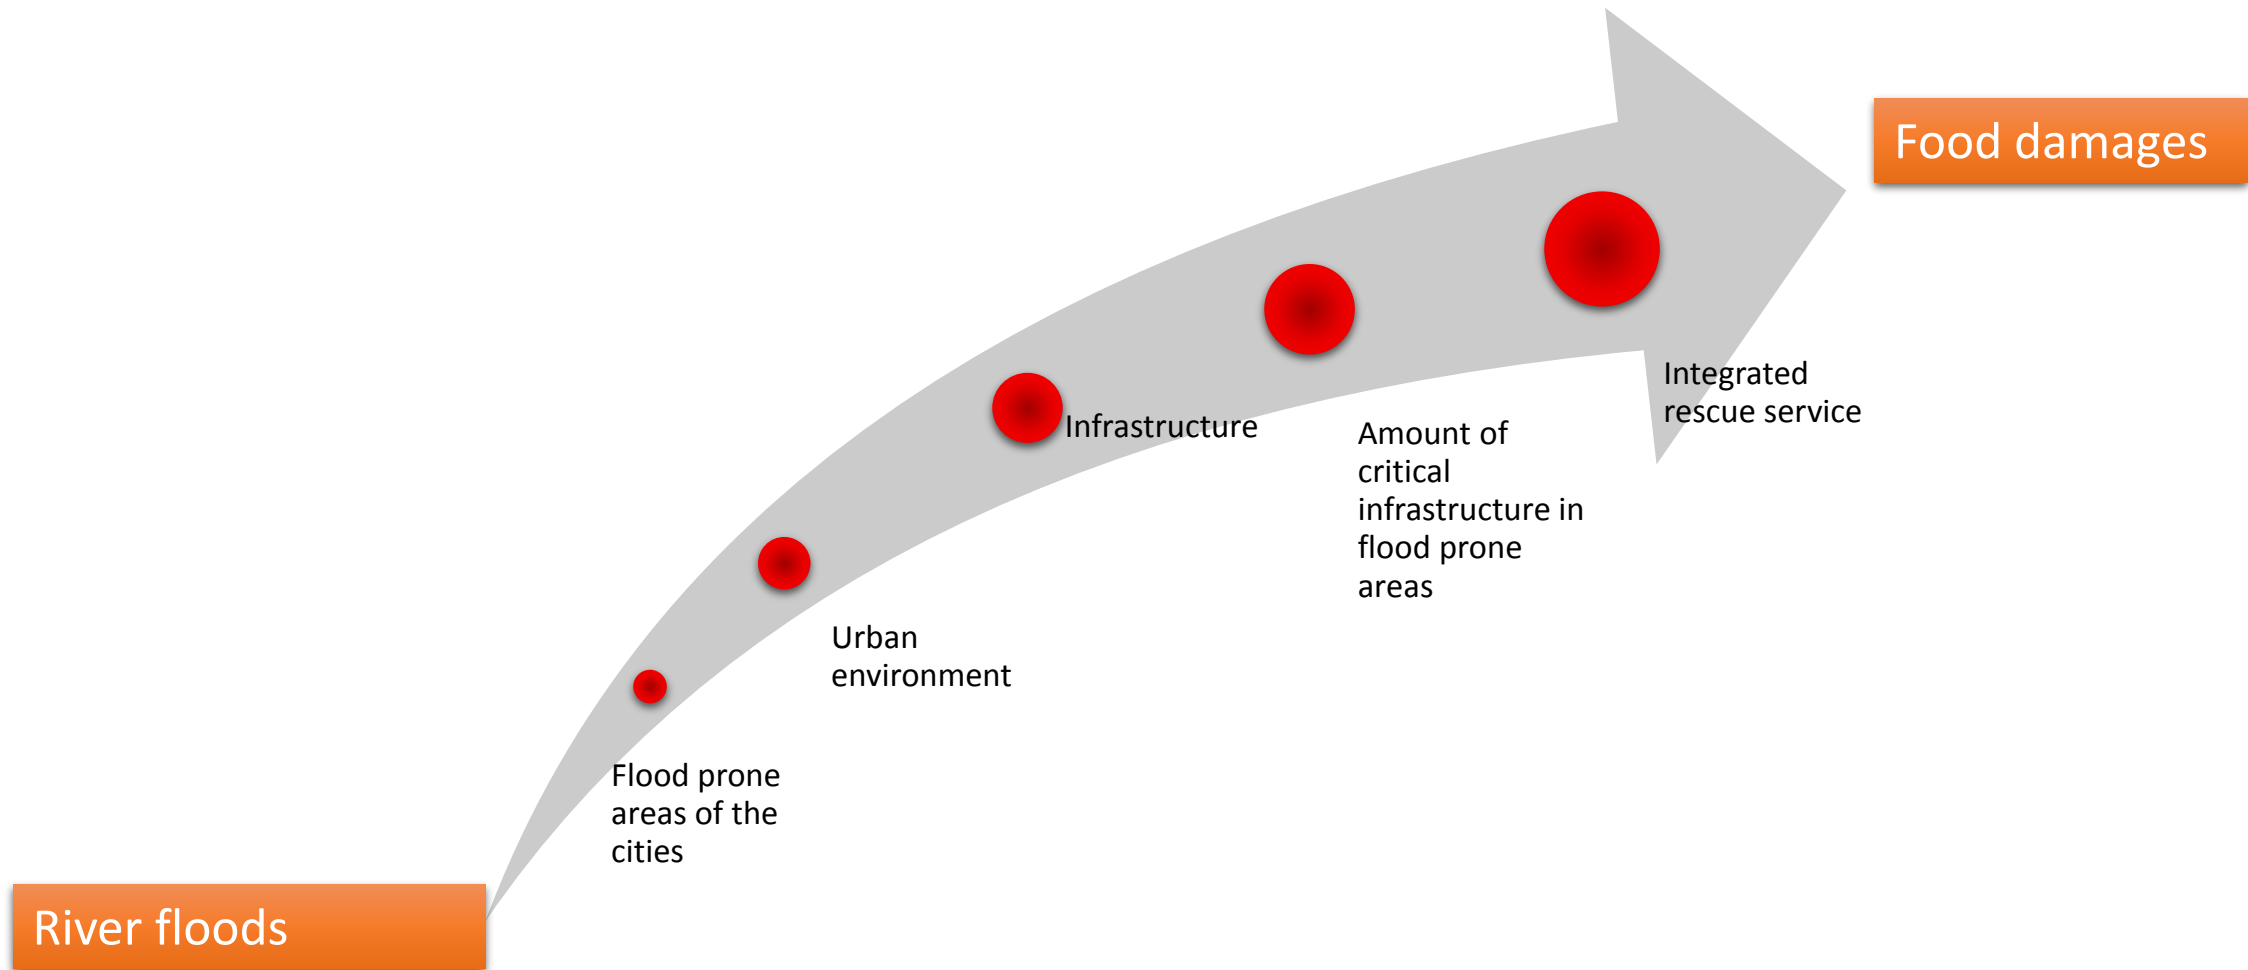 River floods
Flood prone
areas of the
cities
Urban
environment
Infrastructure
Amount of
critical
infrastructure in
flood prone
areas
Integrated
rescue service
Food damages